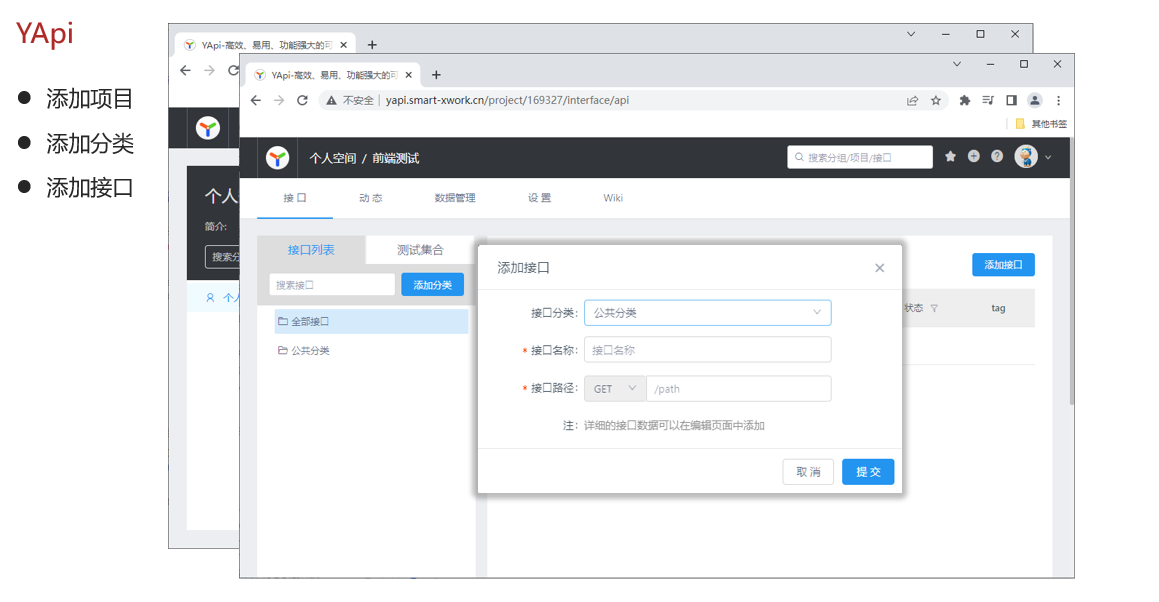 YApi
添加项目
添加分类
添加接口
YApi-高效、易用、功能强大的可
YApi-高效、易用、功能强大的可
不安全
yapi.smart-xwork.cn/project/169327/interface/api
其他书签
个人空间 / 前端测试
搜索分组/项目/接口
接口
动态
数据管理
设置
Wiki
个人
简介:
搜索分
个人
接口列表
测试集合
搜索接口
添加分类
全部接口
公共分类
添加接口
状态
tag
添加接口
接口分类:
公共分类
* 接口名称:
接口名称
* 接口路径:
GET
/path
注: 详细的接口数据可以在编辑页面中添加
取消
提交